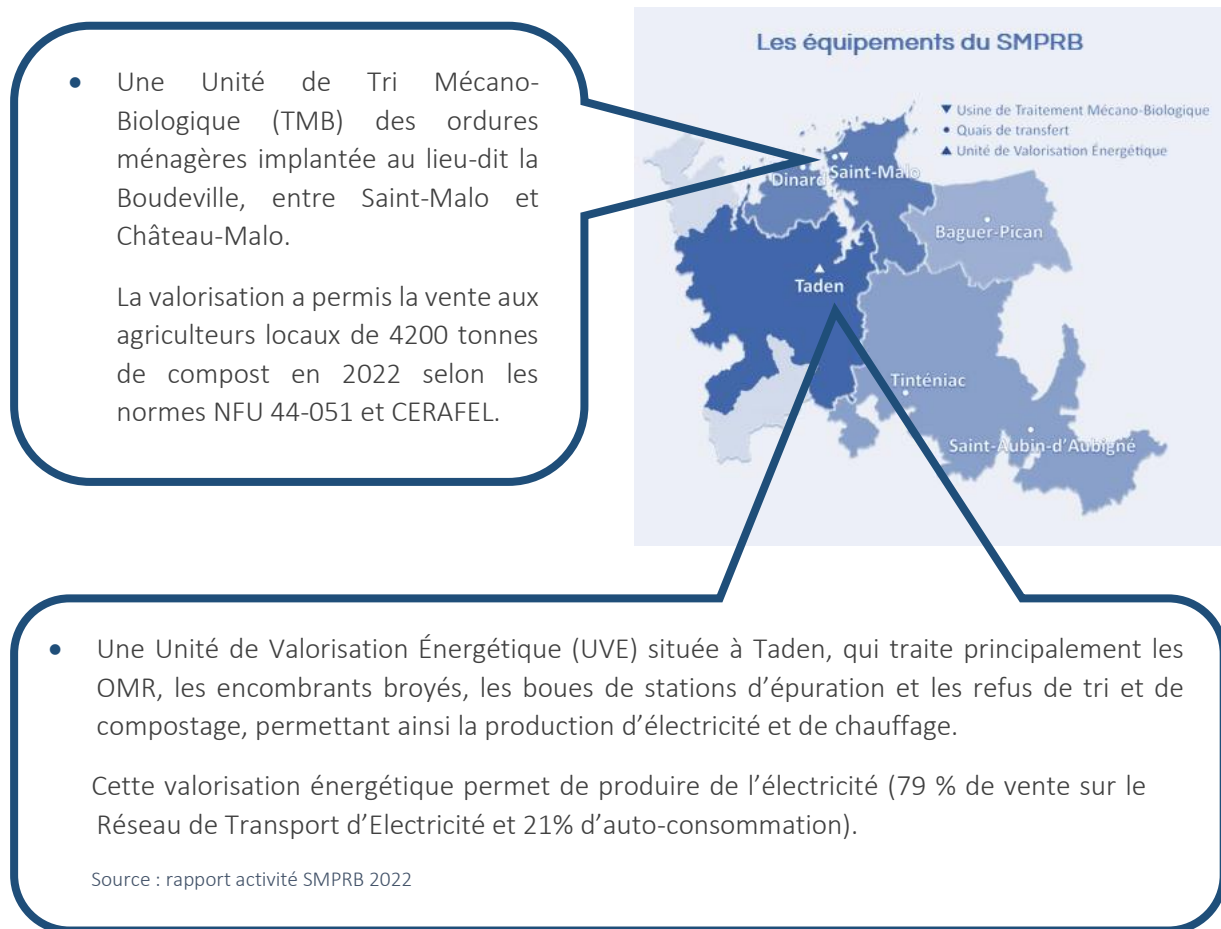 • Une Unité de Tri Mécano-
Biologique (TMB) des ordures
ménagères implantée au lieu-dit la
Boudeville, entre Saint-Malo et
Château-Malo.
La valorisation a permis la vente aux
agriculteurs locaux de 4200 tonnes
de compost en 2022 selon les
normes NFU 44-051 et CERAFEL.
Les équipements du SMPRB
▼ Usine de Traitement Mécano-Biologique
• Quais de transfert
▲ Unité de Valorisation Énergétique
Saint-Malo
Dinard
Baguer-Pican
Taden
Tinténiac
Saint-Aubin-d'Aubigné
• Une Unité de Valorisation Énergétique (UVE) située à Taden, qui traite principalement les
OMR, les encombrants broyés, les boues de stations d’épuration et les refus de tri et de
compostage, permettant ainsi la production d’électricité et de chauffage.
Cette valorisation énergétique permet de produire de l’électricité (79 % de vente sur le
Réseau de Transport d’Electricité et 21% d’auto-consommation).
Source : rapport activité SMPRB 2022